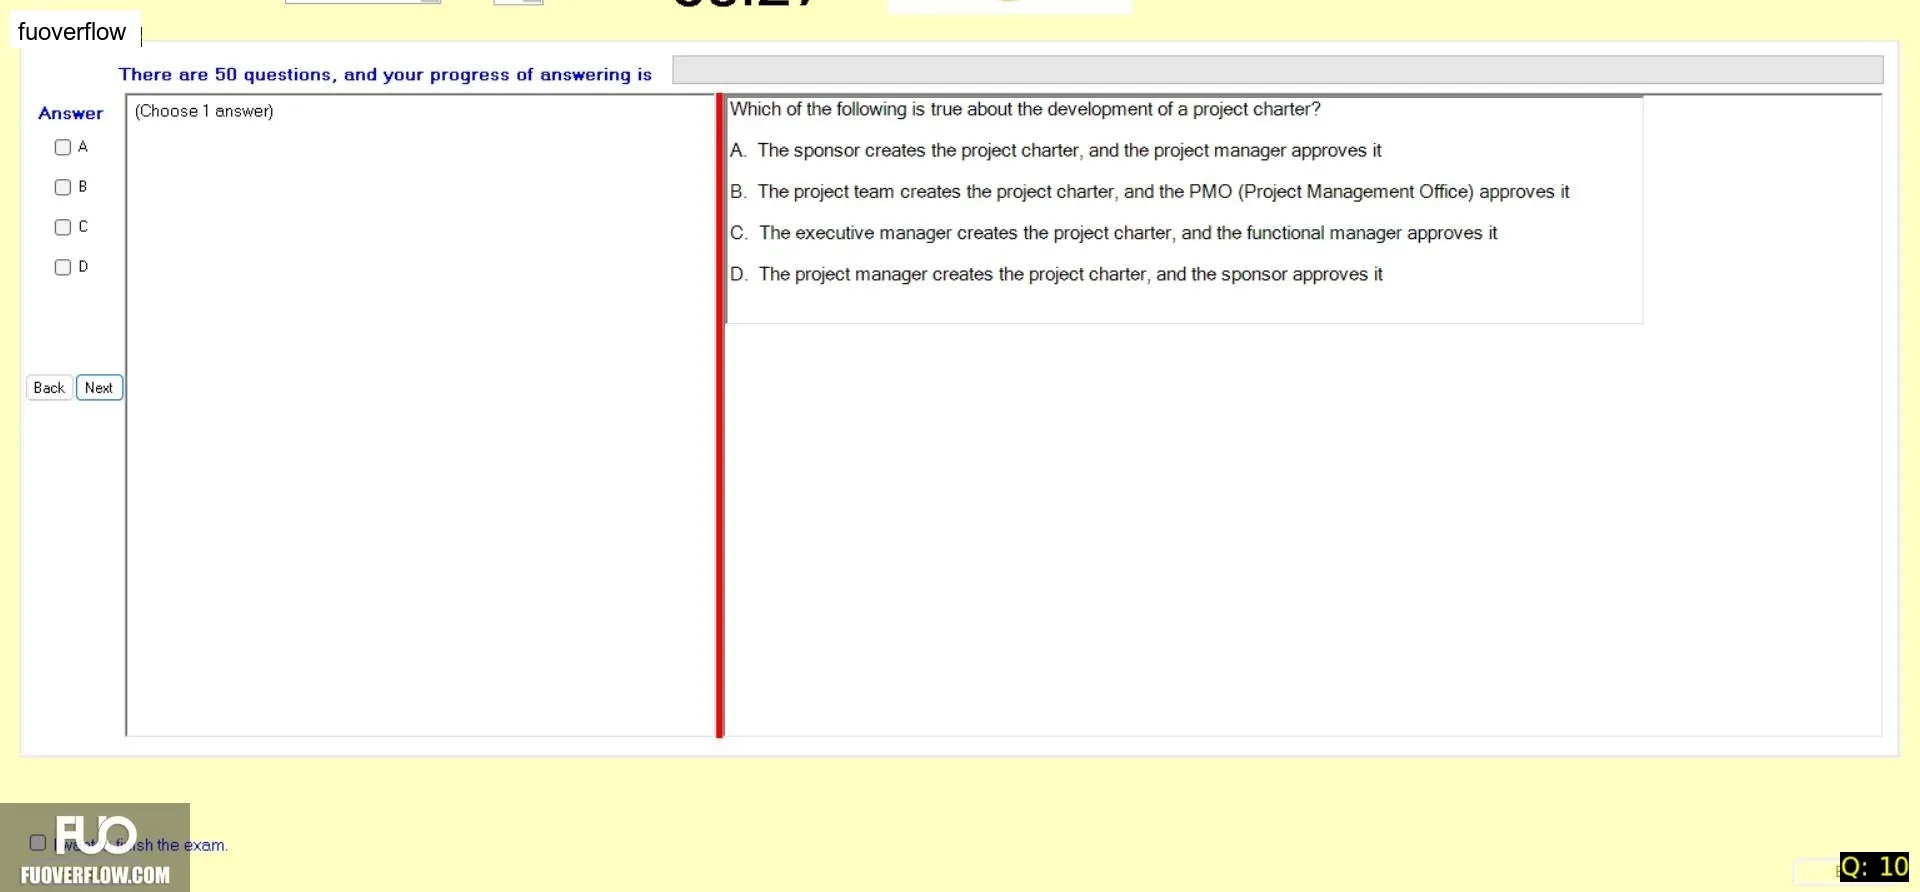 fuoverflow
There are 50 questions, and your progress of answering is
Answer
(Choose 1 answer)
A
B
C
D
Back Next
Which of the following is true about the development of a project charter?
A. The sponsor creates the project charter, and the project manager approves it
B. The project team creates the project charter, and the PMO (Project Management Office) approves it
C. The executive manager creates the project charter, and the functional manager approves it
D. The project manager creates the project charter, and the sponsor approves it
FUO
I want finish the exam.
FUOVERFLOW.COM
Q: 10